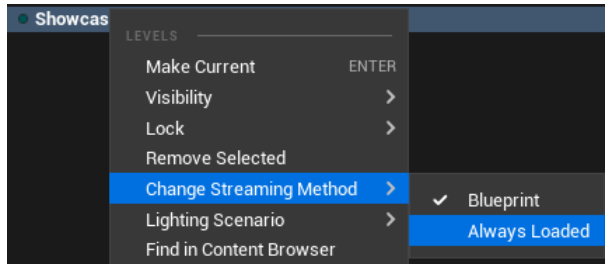 Showcas
LEVELS
Make Current ENTER
Visibility
Lock
Remove Selected
Change Streaming Method
Blueprint
Always Loaded
Lighting Scenario
Find in Content Browser